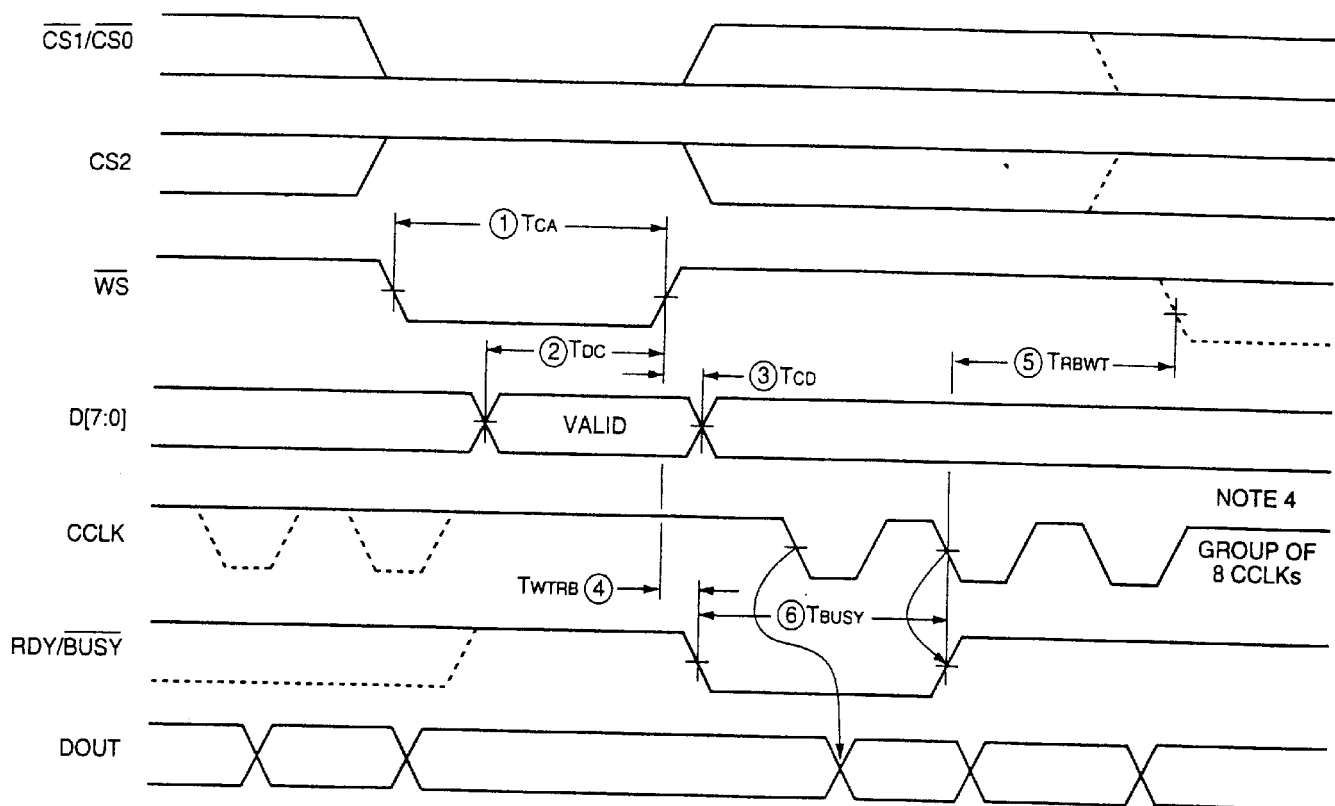 CS1/CS0
CS2
① TCA
WS
② TDC
③ TCD
⑤ TRBWT
D[7:0]
VALID
NOTE 4
CCLK
GROUP OF
8 CCLKs
TWTRB ④
⑥ TBUSY
RDY/BUSY
DOUT